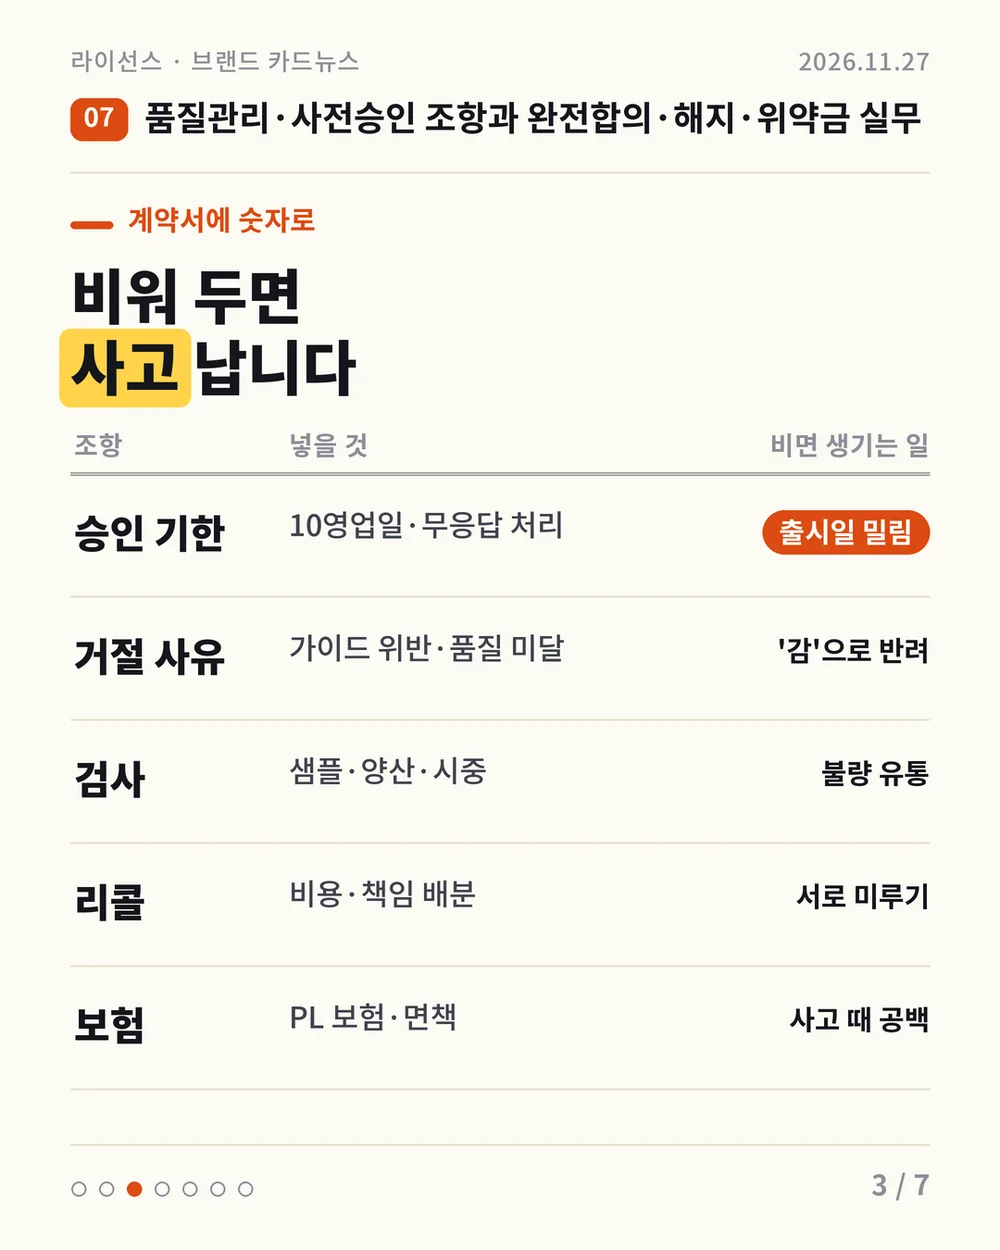 라이선스 · 브랜드 카드뉴스 2026.11.27
07 품질관리·사전승인 조항과 완전합의·해지·위약금 실무
계약서에 숫자로
비워 두면
사고 납니다
조항 넣을 것 비면 생기는 일
승인 기한 10영업일·무응답 처리 출시일 밀림
거절 사유 가이드 위반·품질 미달 '감'으로 반려
검사 샘플·양산·시중 불량 유통
리콜 비용·책임 배분 서로 미루기
보험 PL 보험·면책 사고 때 공백
3 / 7